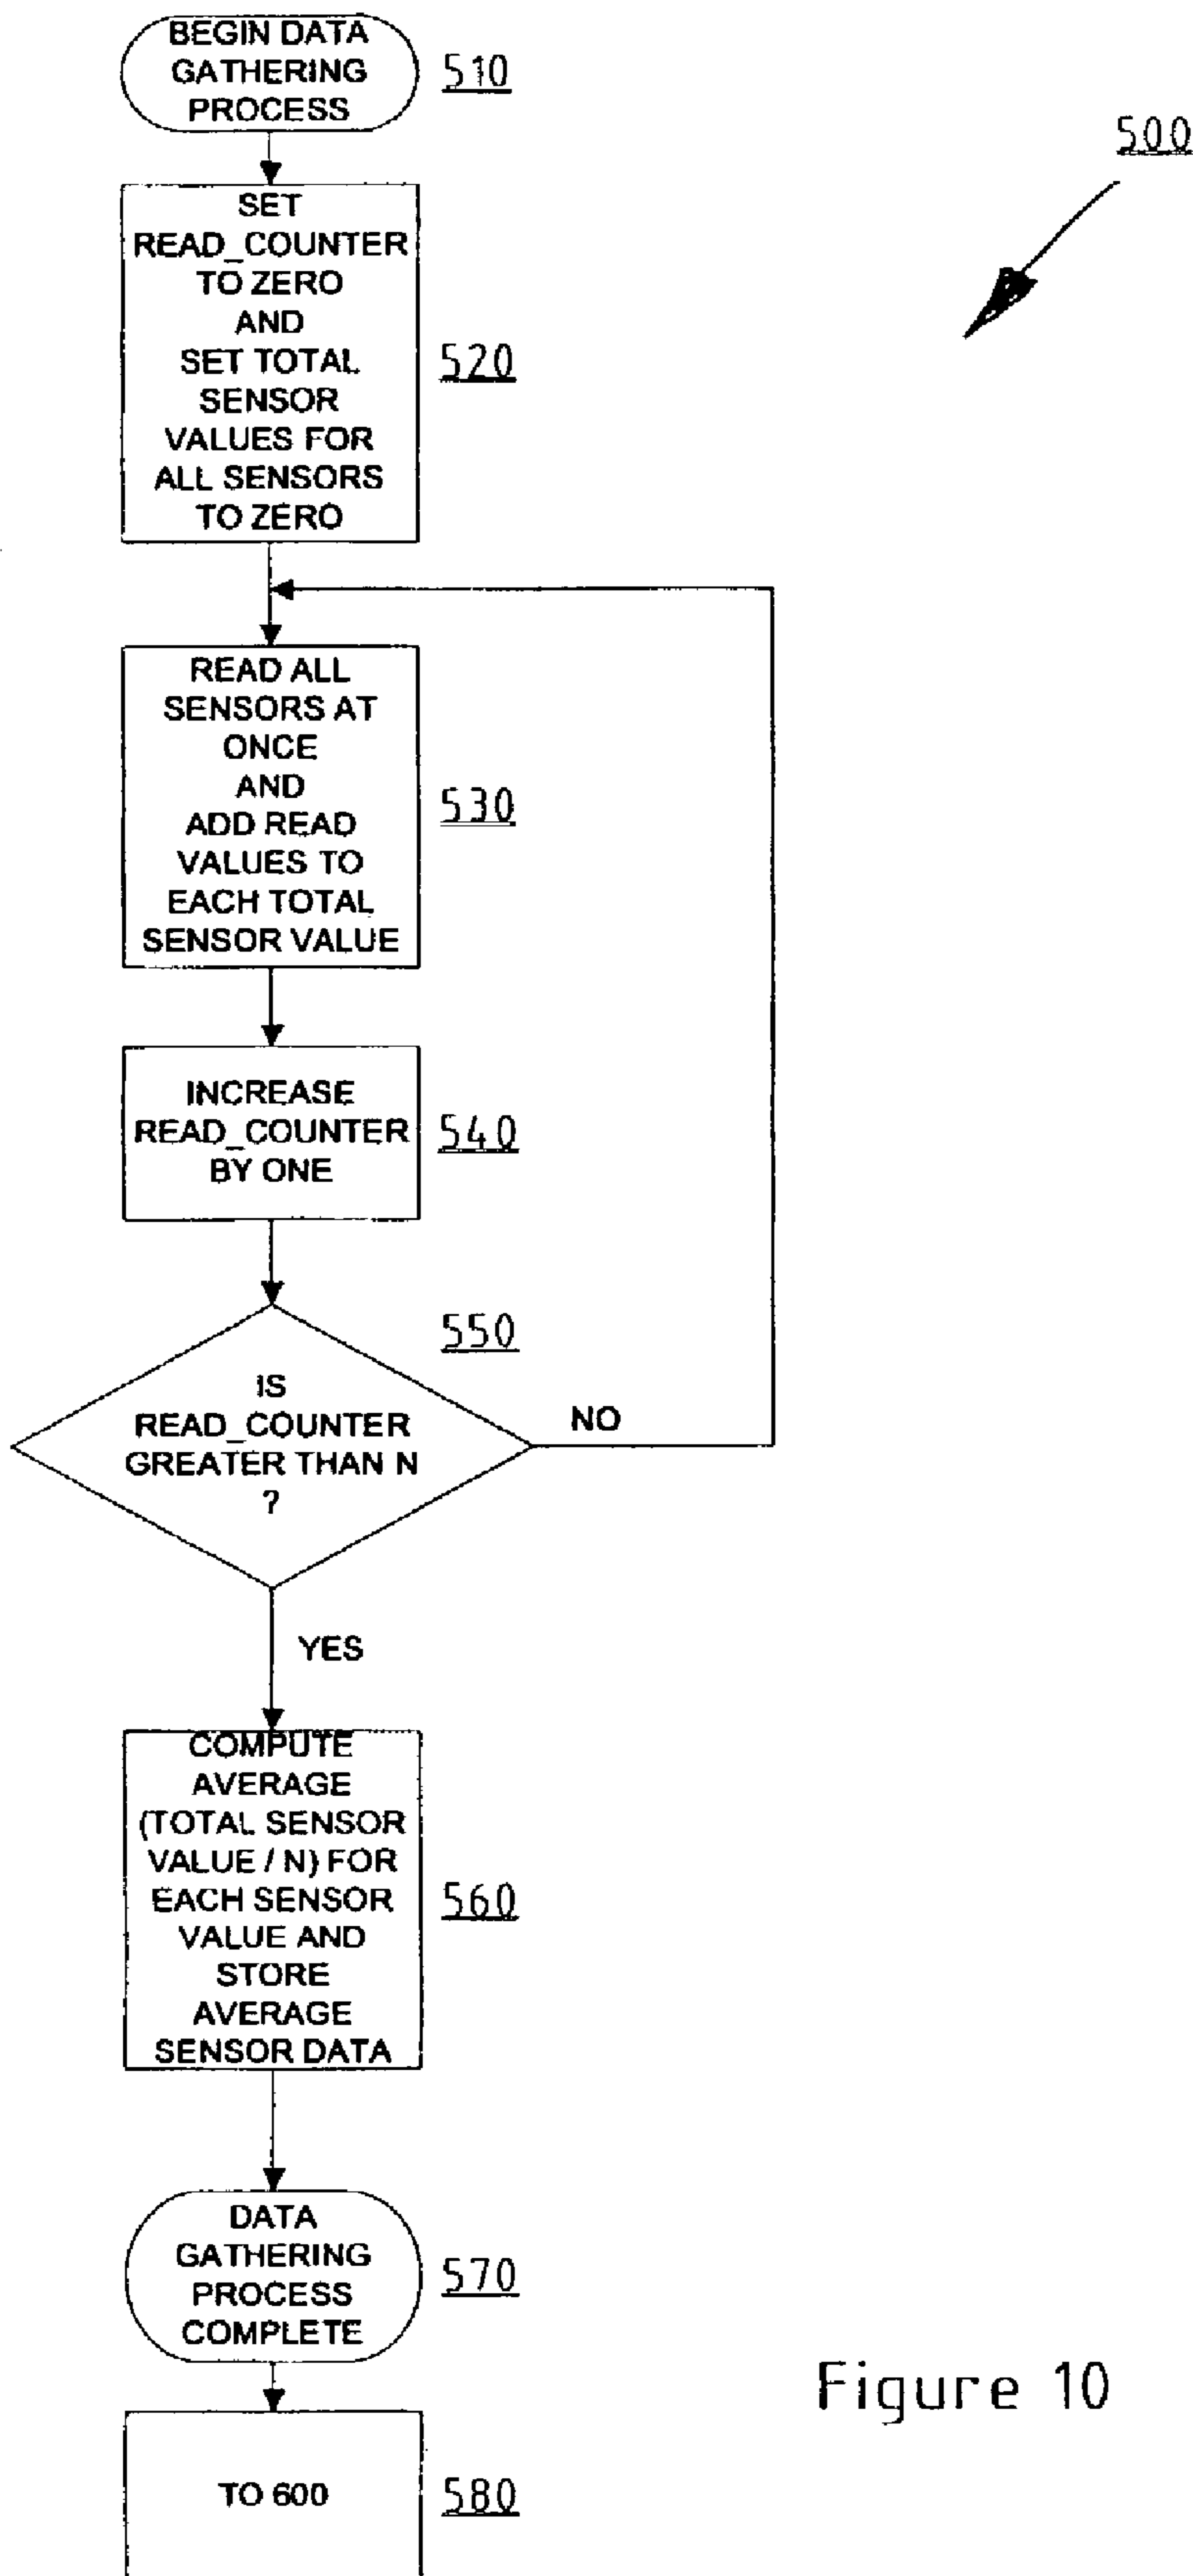 BEGIN DATA
GATHERING
PROCESS
510
500
SET
READ_COUNTER
TO ZERO
AND
SET TOTAL
SENSOR
VALUES FOR
ALL SENSORS
TO ZERO
520
READ ALL
SENSORS AT
ONCE
AND
ADD READ
VALUES TO
EACH TOTAL
SENSOR VALUE
530
INCREASE
READ_COUNTER
BY ONE
540
550
IS
READ_COUNTER
GREATER THAN N
?
NO
YES
COMPUTE
AVERAGE
(TOTAL SENSOR
VALUE / N) FOR
EACH SENSOR
VALUE AND
STORE
AVERAGE
SENSOR DATA
560
DATA
GATHERING
PROCESS
COMPLETE
570
Figure 10
TO 600
580